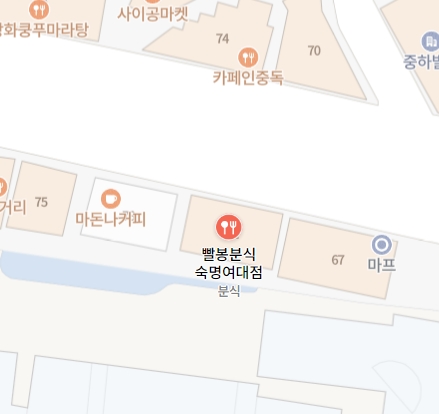 사이공마켓
화쿵푸마라탕
74
70
카페인중독
중하
75
거리
마돈나커피
빨봉분식
숙명여대점
분식
67
마프